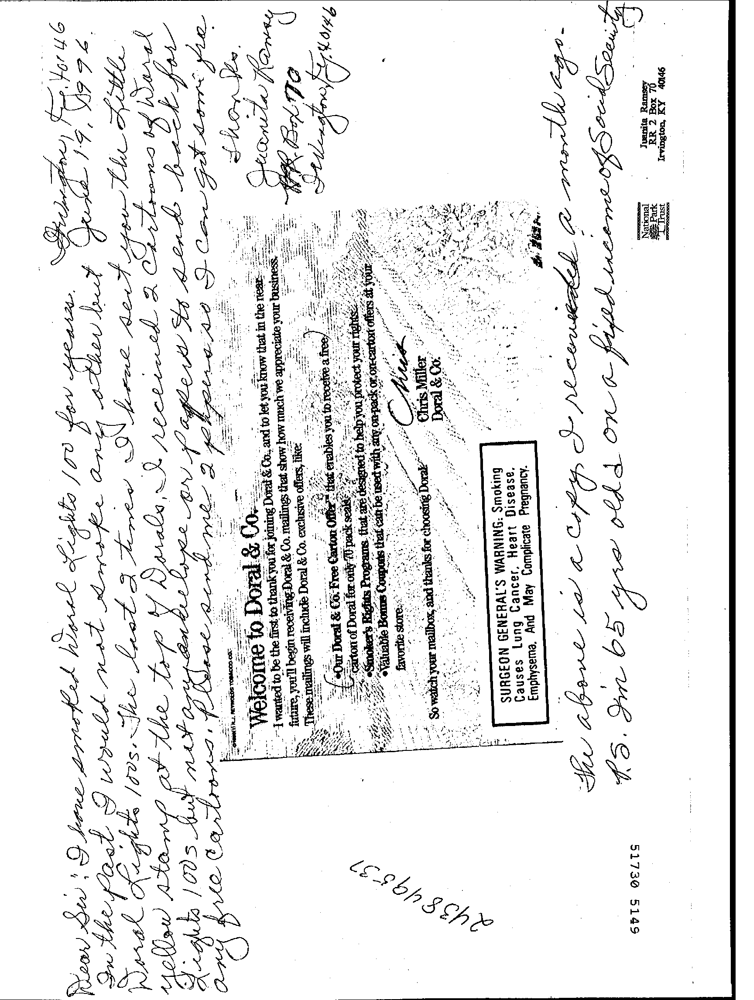 Irvington, Ky. 40146
June 19, 1996
Dear Sir: I have smoked Doral Lights 100 for years.
In the past I would not smoke any other but
Doral Lights 100s. The last 2 times I have sent you the Little
yellow stamp at the top of Dorals, I received 2 Cartoons of Doral
Lights 100s but not any envelope or papers to send back for
any free Cartoons. Please send me 2 papers so I can get some free
Thanks.
Juanita Ramsey
RR. Box 70
Irvington, Ky 40146
Welcome to Doral & Co.
I wanted to be the first to thank you for joining Doral & Co., and to let you know that in the near
future, you'll begin receiving Doral & Co. mailings that show how much we appreciate your business.
These mailings will include Doral & Co. exclusive offers, like:
•Our Doral & Co. Free Carton Offer™ that enables you to receive a free
carton of Doral for only 70 pack seals.
•Smoker's Rights Programs that are designed to help you protect your rights.
•Valuable Bonus Coupons that can be used with any on-pack or on-carton offers at your
favorite store.
So watch your mailbox, and thanks for choosing Doral.
Chris
Chris Miller
Doral & Co.
SURGEON GENERAL'S WARNING: Smoking
Causes Lung Cancer, Heart Disease,
Emphysema, And May Complicate Pregnancy.
The above is a copy I received a month ago.
P.S. I'm 65 yrs old & on a fixed income of Social Security
National
Park
Trust
Juanita Ramsey
RR 2 Box 70
Irvington, KY 40146
2438498537
51730 5149